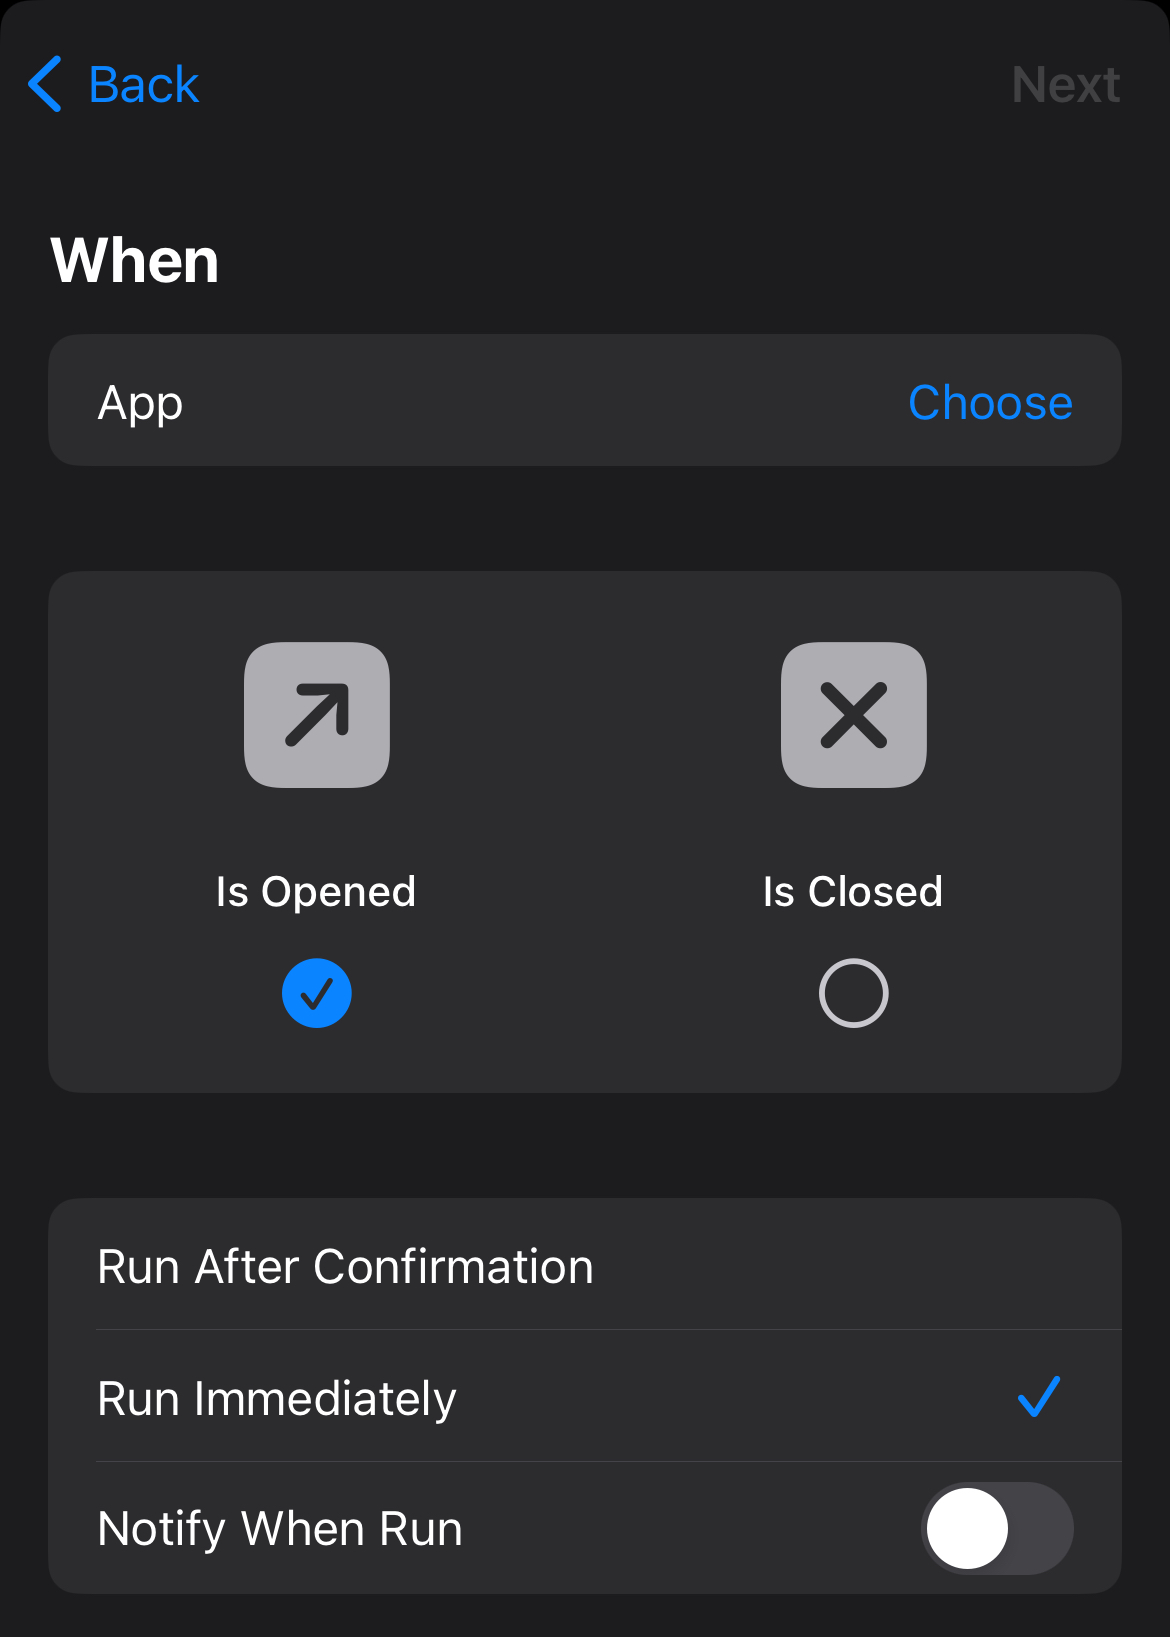 Back
Next
When
App
Choose
Is Opened
Is Closed
Run After Confirmation
Run Immediately
Notify When Run